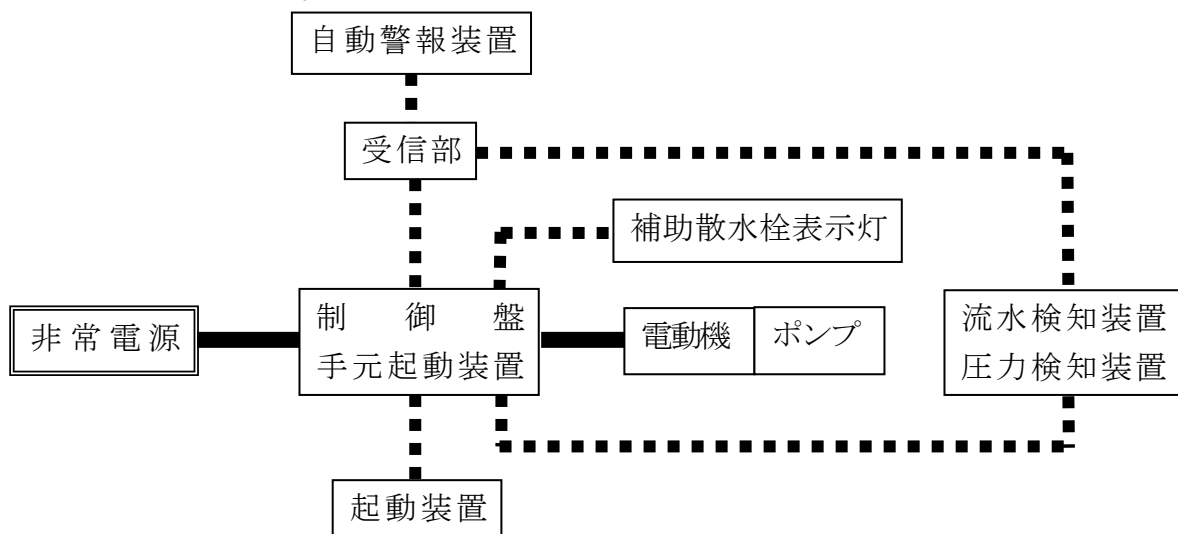 自動警報装置
受信部
補助散水栓表示灯
非常電源
制御盤
手元起動装置
電動機
ポンプ
流水検知装置
圧力検知装置
起動装置